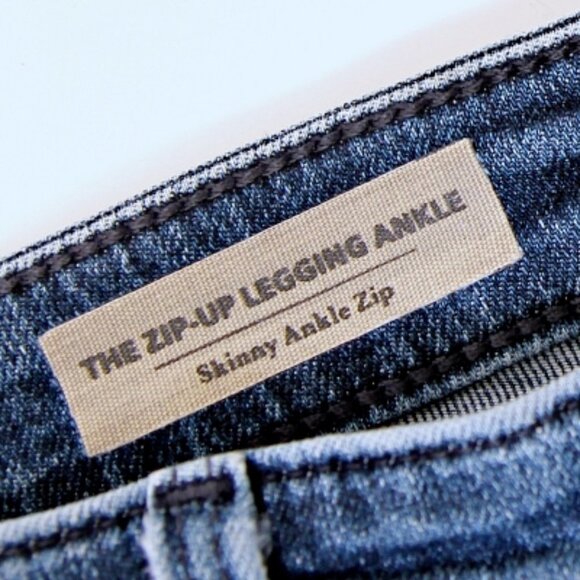 THE ZIP-UP LEGGING ANKLE
Skinny Ankle Zip